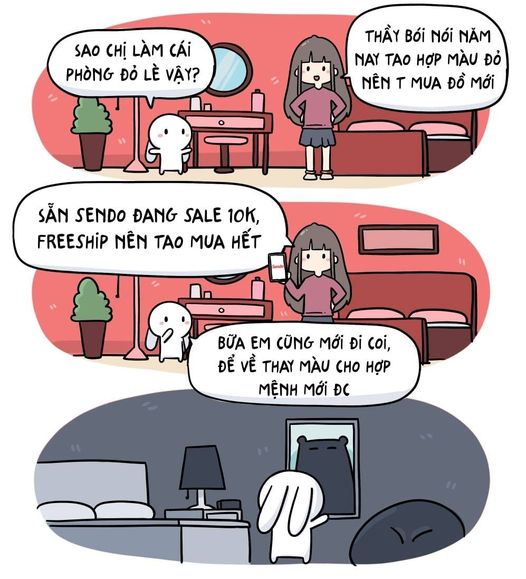 SAO CHỊ LÀM CÁI
PHÒNG ĐỎ LÈ VẬY?
THẦY BÓI NÓI NĂM
NAY TAO HỢP MÀU ĐỎ
NÊN T MUA ĐỒ MỚI
SẴN SENDO ĐANG SALE 10K,
FREESHIP NÊN TAO MUA HẾT
Sendo
BỮA EM CŨNG MỚI ĐI COI,
ĐỂ VỀ THAY MÀU CHO HỢP
MỆNH MỚI ĐC